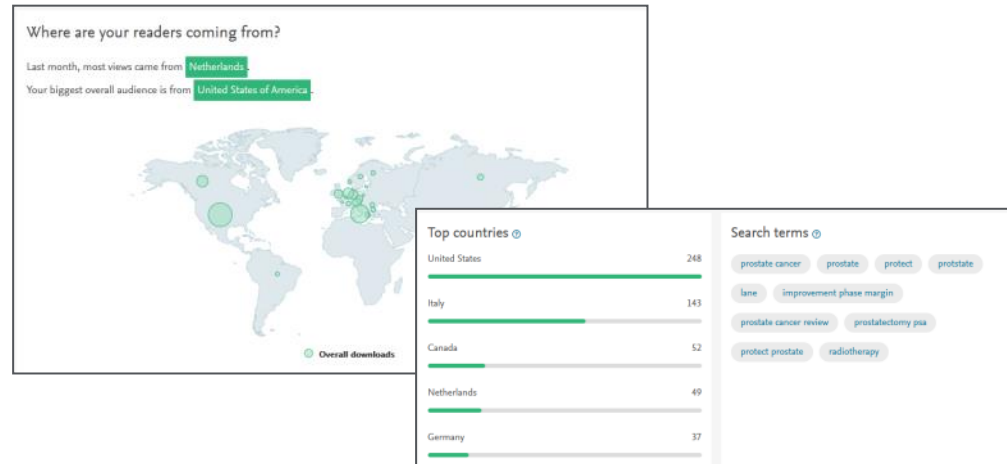 Where are your readers coming from?
Last month, most views came from Netherlands.
Your biggest overall audience is from United States of America.
Overall downloads
Top countries
United States 248
Italy 143
Canada 52
Netherlands 49
Germany 37
Search terms
prostate cancer prostate protect protstate
lane improvement phase margin
prostate cancer review prostatectomy psa
protect prostate radiotherapy